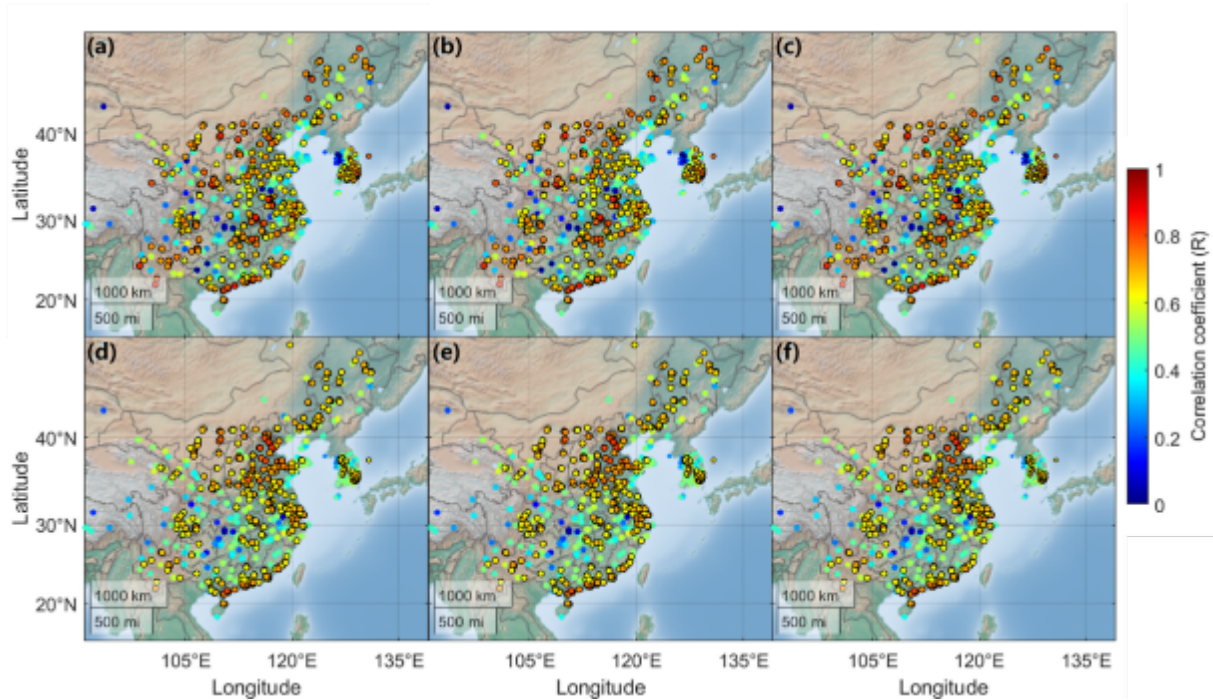 (a) (b) (c)
40°N
30°N
20°N
Latitude
1000 km 1000 km 1000 km
500 mi 500 mi 500 mi
(d) (e) (f)
40°N
30°N
20°N
Latitude
1000 km 1000 km 1000 km
500 mi 500 mi 500 mi
105°E 120°E 135°E 105°E 120°E 135°E 105°E 120°E 135°E
Longitude Longitude Longitude
1
0.8
0.6
0.4
0.2
0
Correlation coefficient (R)